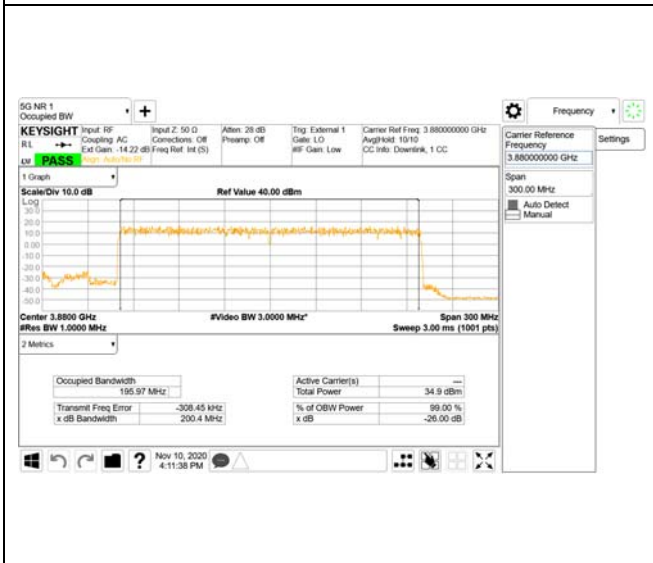 5G NR 1
Occupied BW
+
Frequency
KEYSIGHT
Input: RF
Coupling: AC
Ext Gain: -14.22 dB
Align: Auto/No RF
Input Z: 50 Ω
Corrections: Off
Freq Ref: Int (S)
Atten: 28 dB
Preamp: Off
Trig: External 1
Gate: LO
#IF Gain: Low
Carrier Ref Freq: 3.880000000 GHz
Avg|Hold: 10/10
CC Info: Downlink, 1 CC
RL
PASS
Carrier Reference
Frequency
3.880000000 GHz
Settings
Span
300.00 MHz
Auto Detect
Manual
1 Graph
Scale/Div 10.0 dB
Ref Value 40.00 dBm
Log
30.0
20.0
10.0
0.00
-10.0
-20.0
-30.0
-40.0
-50.0
Center 3.8800 GHz
#Video BW 3.0000 MHz*
Span 300 MHz
#Res BW 1.0000 MHz
Sweep 3.00 ms (1001 pts)
2 Metrics
Occupied Bandwidth
195.97 MHz
Transmit Freq Error -308.45 kHz
x dB Bandwidth 200.4 MHz
Active Carrier(s) ---
Total Power 34.9 dBm
% of OBW Power 99.00 %
x dB -26.00 dB
?
Nov 10, 2020
4:11:38 PM